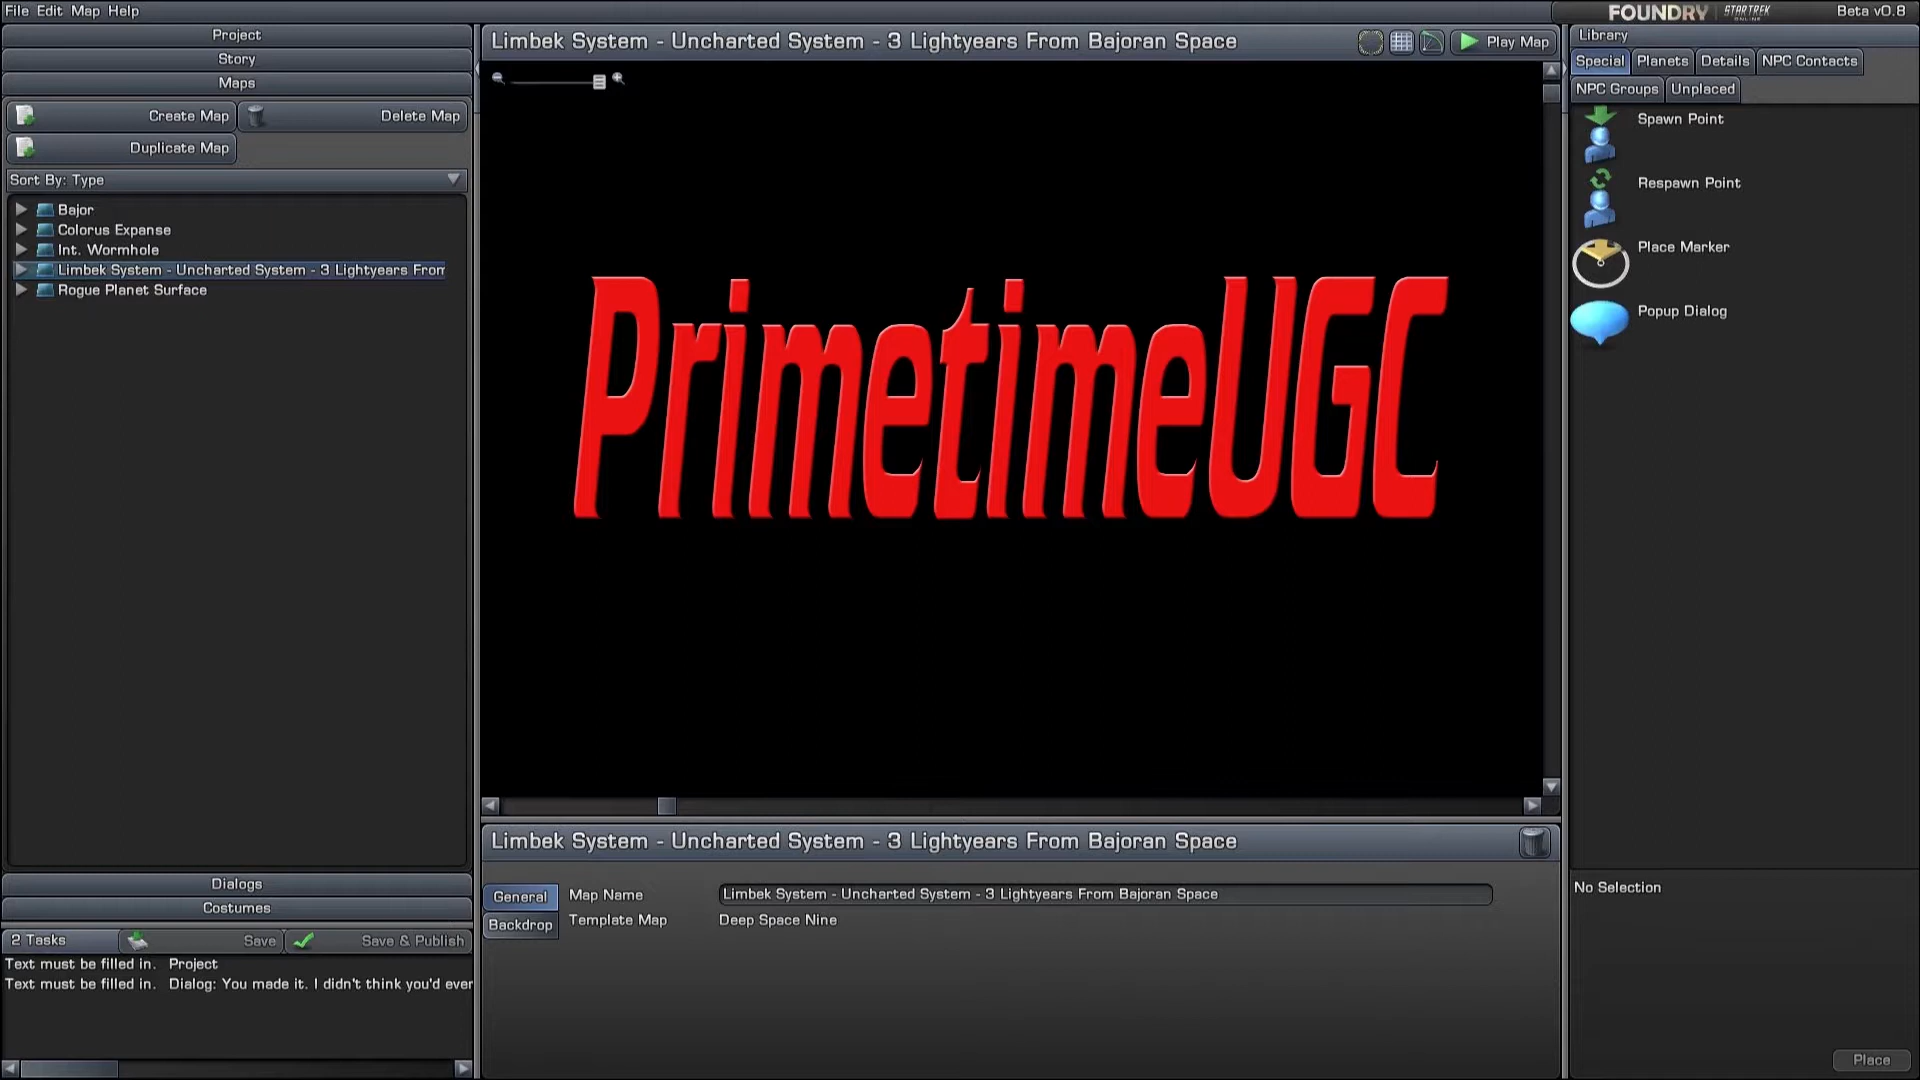 File Edit Map Help
FOUNDRY STAR TREK ONLINE Beta v0.8
Project
Story
Maps
Create Map
Delete Map
Duplicate Map
Sort By: Type
Bajor
Colorus Expanse
Int. Wormhole
Limbek System - Uncharted System - 3 Lightyears From
Rogue Planet Surface
Dialogs
Costumes
2 Tasks
Save
Save & Publish
Text must be filled in. Project
Text must be filled in. Dialog: You made it. I didn't think you'd ever
Limbek System - Uncharted System - 3 Lightyears From Bajoran Space
Play Map
PrimetimeUGC
Limbek System - Uncharted System - 3 Lightyears From Bajoran Space
General
Backdrop
Map Name Limbek System - Uncharted System - 3 Lightyears From Bajoran Space
Template Map Deep Space Nine
Library
Special Planets Details NPC Contacts
NPC Groups Unplaced
Spawn Point
Respawn Point
Place Marker
Popup Dialog
No Selection
Place